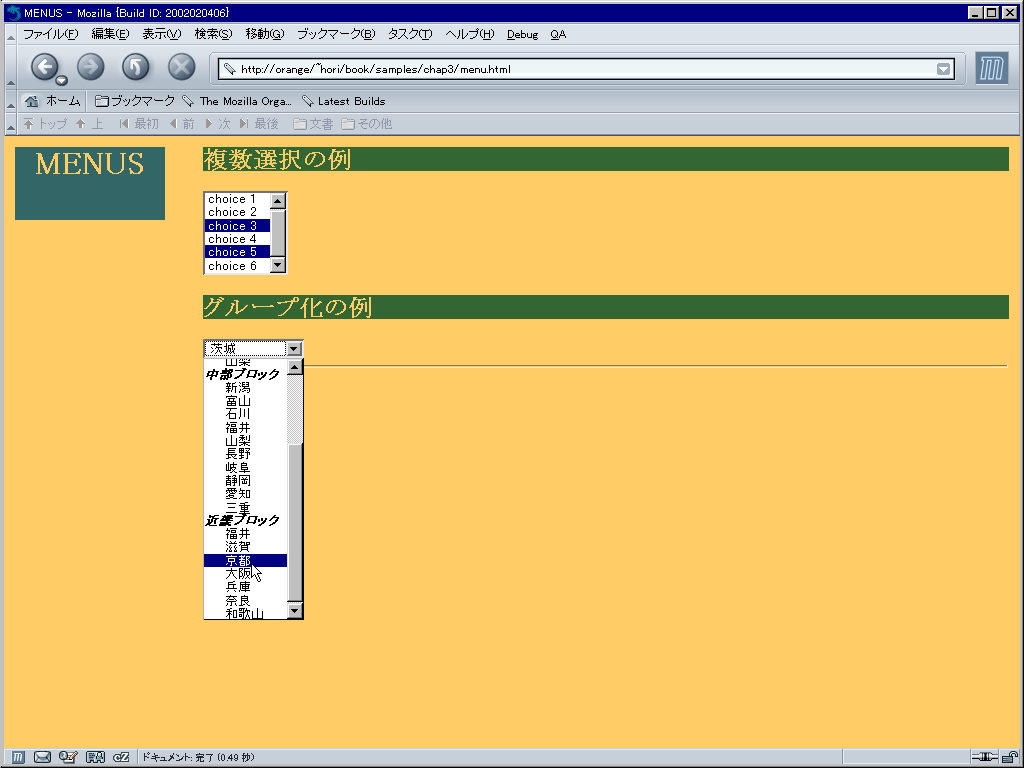 MENUS - Mozilla {Build ID: 2002020406}
ファイル(F) 編集(E) 表示(V) 検索(S) 移動(G) ブックマーク(B) タスク(T) ヘルプ(H) Debug QA
http://orange/~hori/book/samples/chap3/menu.html
ホーム ブックマーク The Mozilla Orga... Latest Builds
トップ 上 最初 前 次 最後 文書 その他
MENUS
複数選択の例
choice 1
choice 2
choice 3
choice 4
choice 5
choice 6
グループ化の例
茨城
山梨
中部ブロック
新潟
富山
石川
福井
山梨
長野
岐阜
静岡
愛知
三重
近畿ブロック
福井
滋賀
京都
大阪
兵庫
奈良
和歌山
ドキュメント: 完了 (0.49 秒)